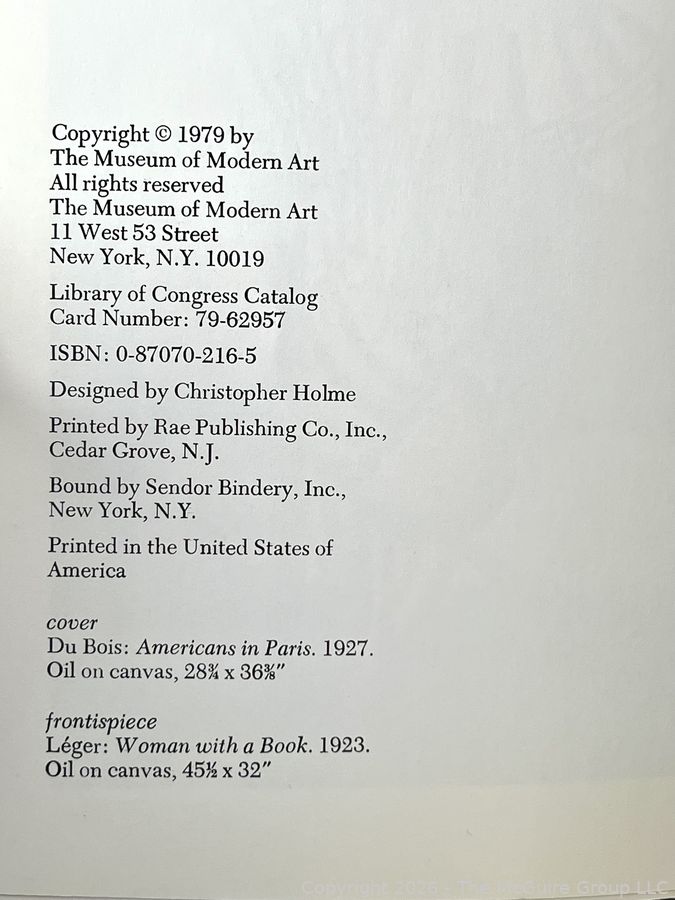 Copyright © 1979 by
The Museum of Modern Art
All rights reserved
The Museum of Modern Art
11 West 53 Street
New York, N.Y. 10019
Library of Congress Catalog
Card Number: 79-62957
ISBN: 0-87070-216-5
Designed by Christopher Holme
Printed by Rae Publishing Co., Inc.,
Cedar Grove, N.J.
Bound by Sendor Bindery, Inc.,
New York, N.Y.
Printed in the United States of
America
cover
Du Bois: Americans in Paris. 1927.
Oil on canvas, 28¾ x 36⅜″
frontispiece
Léger: Woman with a Book. 1923.
Oil on canvas, 45½ x 32″
Copyright 2026 - The McGuire Group LLC